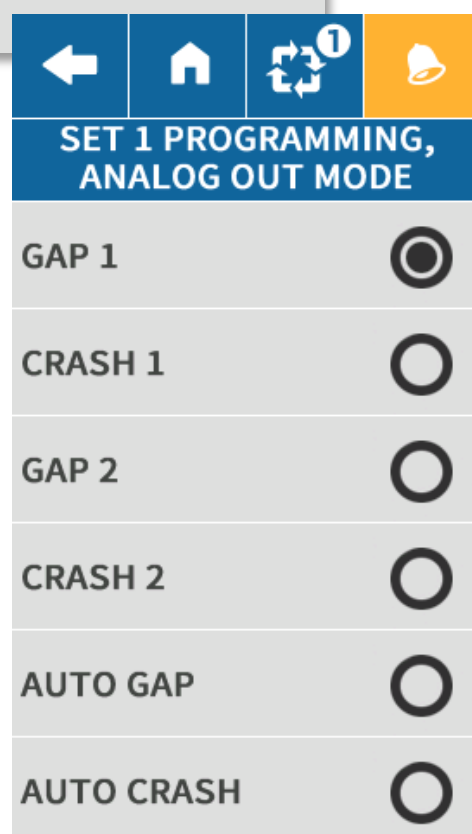 1
SET 1 PROGRAMMING,
ANALOG OUT MODE
GAP 1
CRASH 1
GAP 2
CRASH 2
AUTO GAP
AUTO CRASH